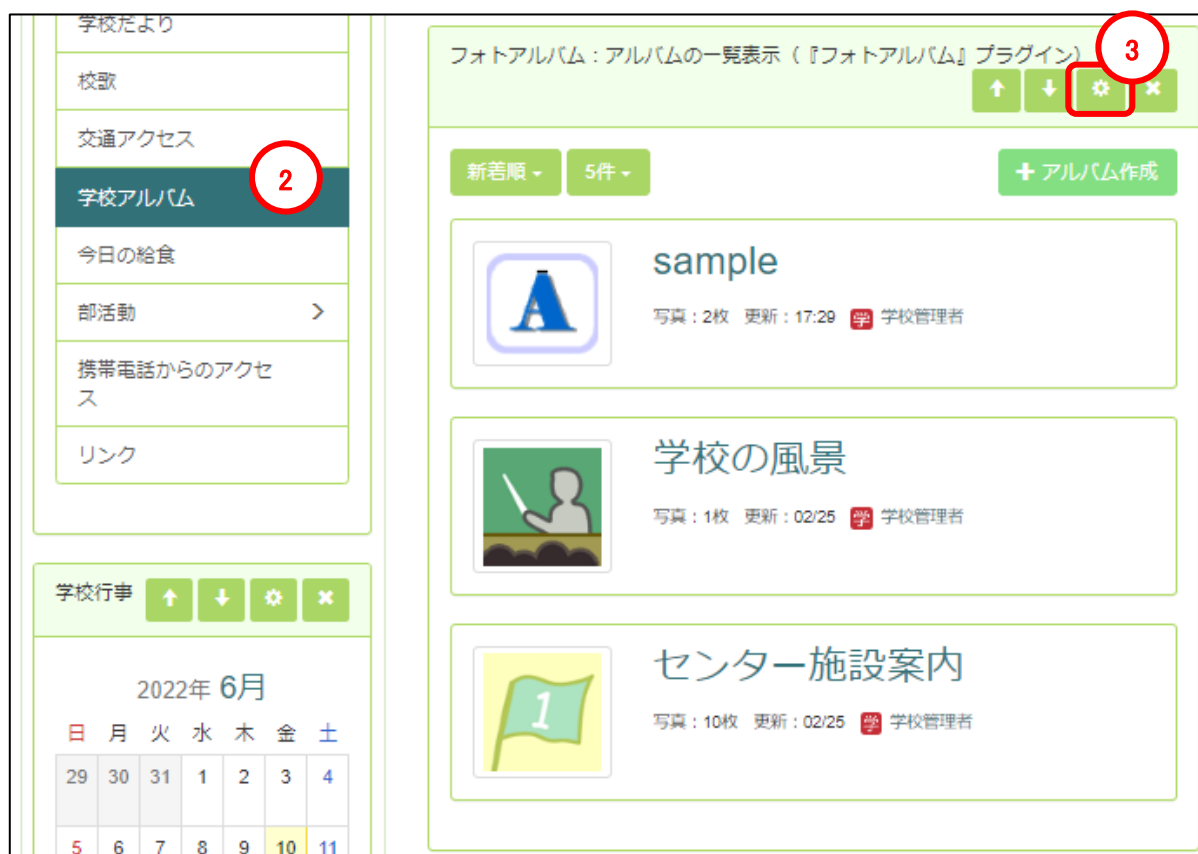 学校だより
校歌
交通アクセス
学校アルバム
2
今日の給食
部活動
携帯電話からのアクセ
ス
リンク
学校行事
2022年 6月
日 月 火 水 木 金 土
29 30 31 1 2 3 4
5 6 7 8 9 10 11
フォトアルバム：アルバムの一覧表示（『フォトアルバム』プラグイン）
3
新着順 5件
アルバム作成
sample
写真：2枚 更新：17:29 学 学校管理者
学校の風景
写真：1枚 更新：02/25 学 学校管理者
1
センター施設案内
写真：10枚 更新：02/25 学 学校管理者